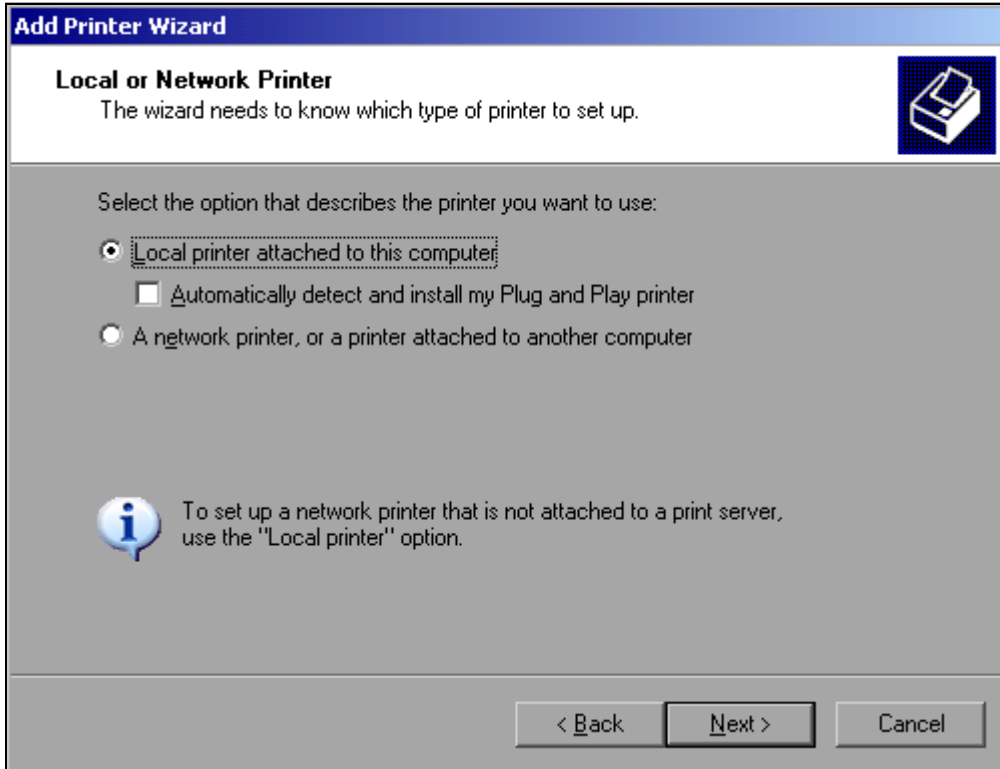 Add Printer Wizard
Local or Network Printer
The wizard needs to know which type of printer to set up.
Select the option that describes the printer you want to use:
Local printer attached to this computer
Automatically detect and install my Plug and Play printer
A network printer, or a printer attached to another computer
To set up a network printer that is not attached to a print server,
use the "Local printer" option.
< Back
Next >
Cancel